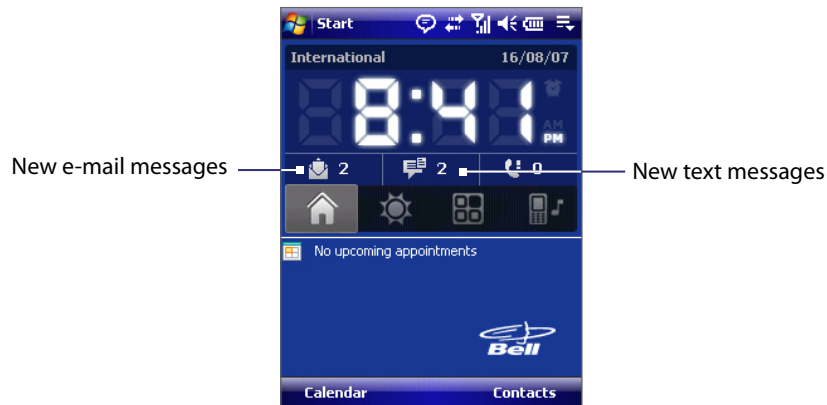 Start
International 16/08/07
8:41
AM
PM
New e-mail messages 2 2 0 New text messages
No upcoming appointments
Bell
Calendar Contacts